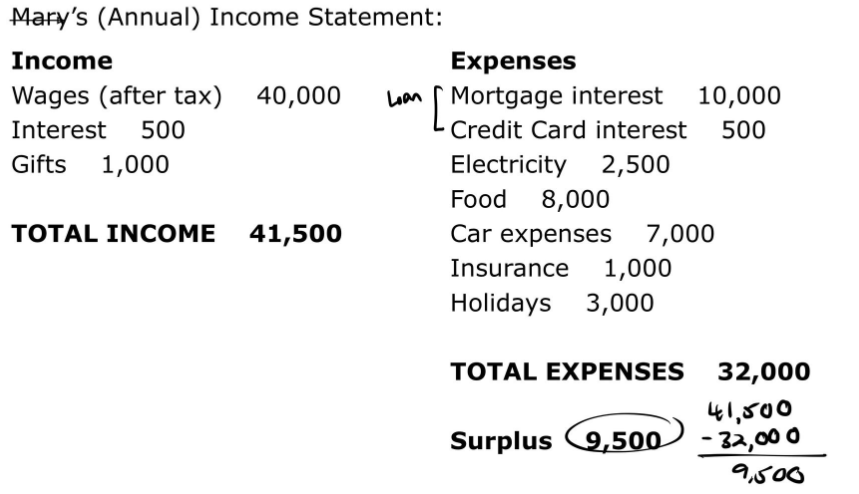 Mary's (Annual) Income Statement:
Income
Wages (after tax) 40,000
Interest 500
Gifts 1,000
TOTAL INCOME 41,500
Expenses
Loan
Mortgage interest 10,000
Credit Card interest 500
Electricity 2,500
Food 8,000
Car expenses 7,000
Insurance 1,000
Holidays 3,000
TOTAL EXPENSES 32,000
Surplus 9,500
41,500
-32,000
9,500